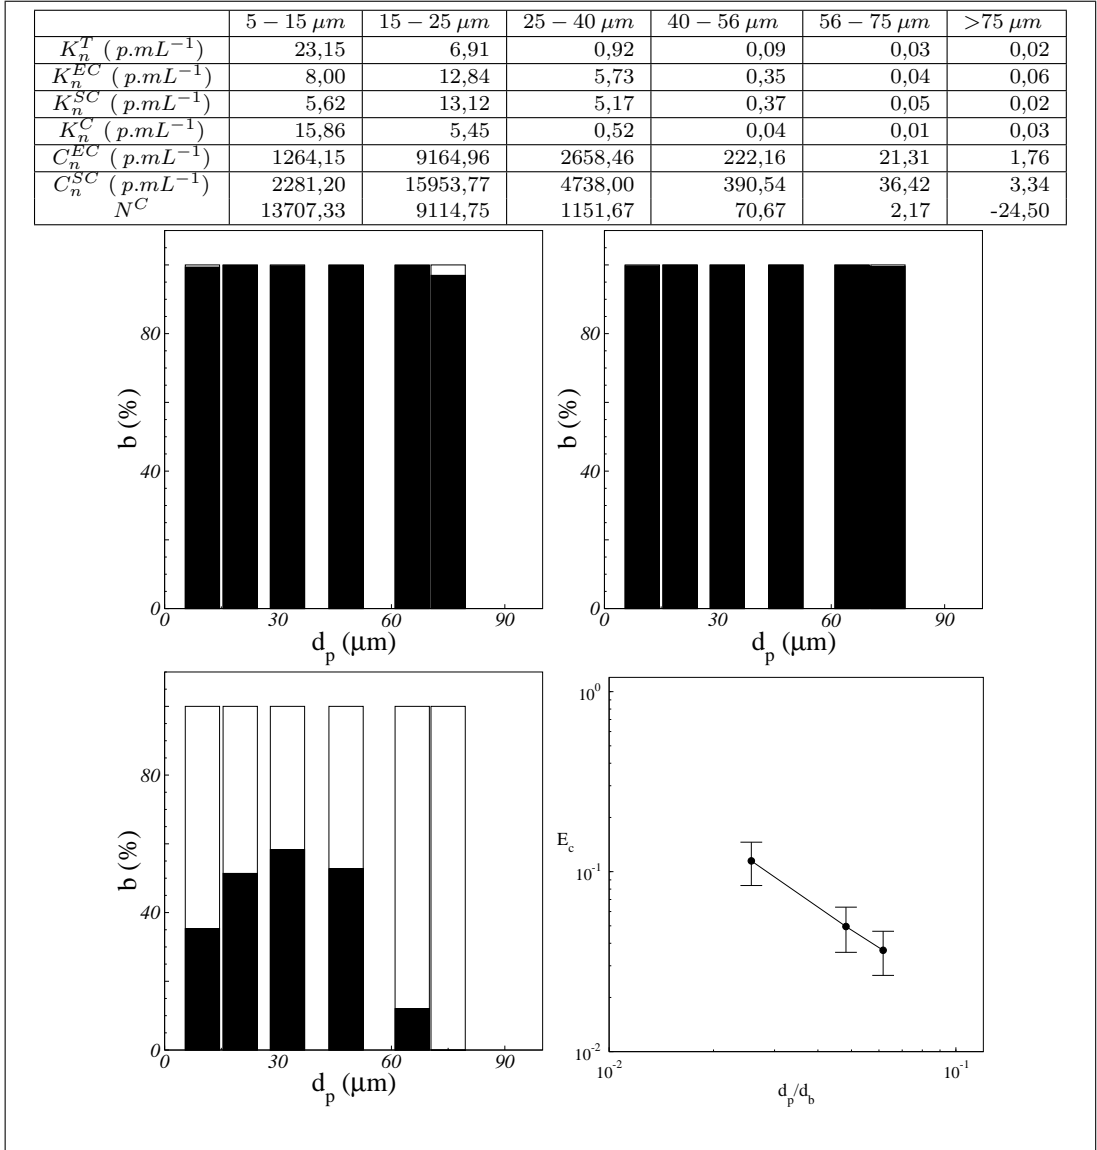 5 − 15 μm 15 − 25 μm 25 − 40 μm 40 − 56 μm 56 − 75 μm >75 μm
K_n^T ( p.mL^{−1}) 23,15 6,91 0,92 0,09 0,03 0,02
K_n^{EC} ( p.mL^{−1}) 8,00 12,84 5,73 0,35 0,04 0,06
K_n^{SC} ( p.mL^{−1}) 5,62 13,12 5,17 0,37 0,05 0,02
K_n^C ( p.mL^{−1}) 15,86 5,45 0,52 0,04 0,01 0,03
C_n^{EC} ( p.mL^{−1}) 1264,15 9164,96 2658,46 222,16 21,31 1,76
C_n^{SC} ( p.mL^{−1}) 2281,20 15953,77 4738,00 390,54 36,42 3,34
N^C 13707,33 9114,75 1151,67 70,67 2,17 -24,50
80
b (%)
40
0
0 30 60 90
d_p (μm)
80
b (%)
40
0
0 30 60 90
d_p (μm)
80
b (%)
40
0
0 30 60 90
d_p (μm)
10^0
E_c
10^{-1}
10^{-2}
10^{-2} 10^{-1}
d_p/d_b